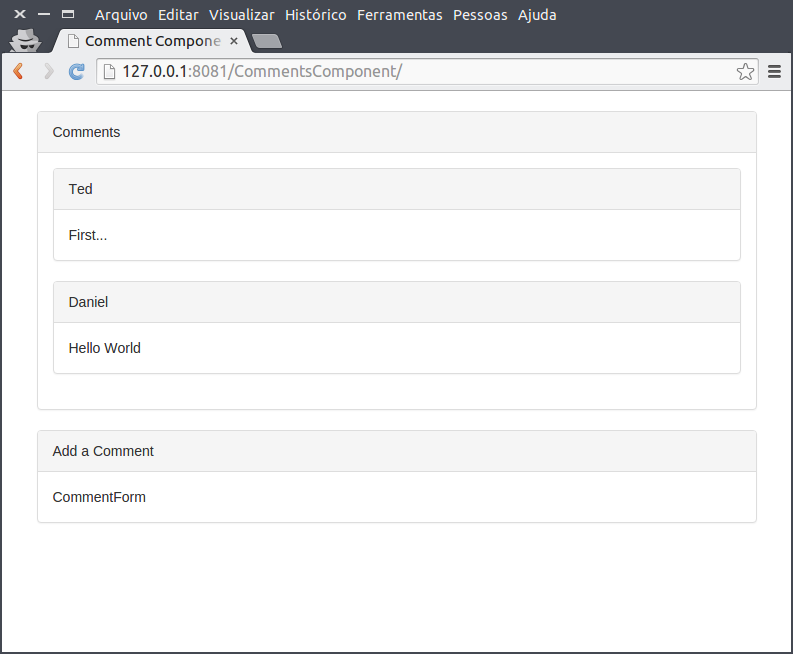 Arquivo Editar Visualizar Histórico Ferramentas Pessoas Ajuda
Comment Compone
127.0.0.1:8081/CommentsComponent/
Comments
Ted
First...
Daniel
Hello World
Add a Comment
CommentForm